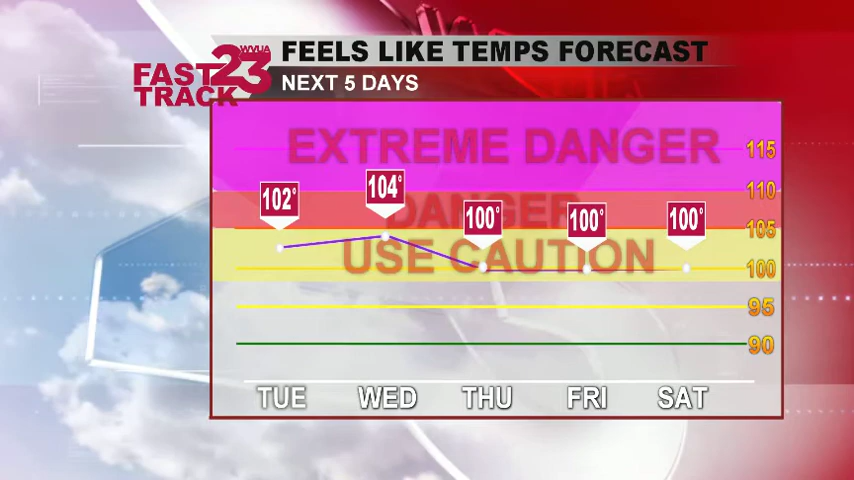 WVUA
23
FAST
TRACK
FEELS LIKE TEMPS FORECAST
NEXT 5 DAYS
EXTREME DANGER
DANGER
USE CAUTION
115
110
105
100
95
90
102°
104°
100°
100°
100°
TUE WED THU FRI SAT